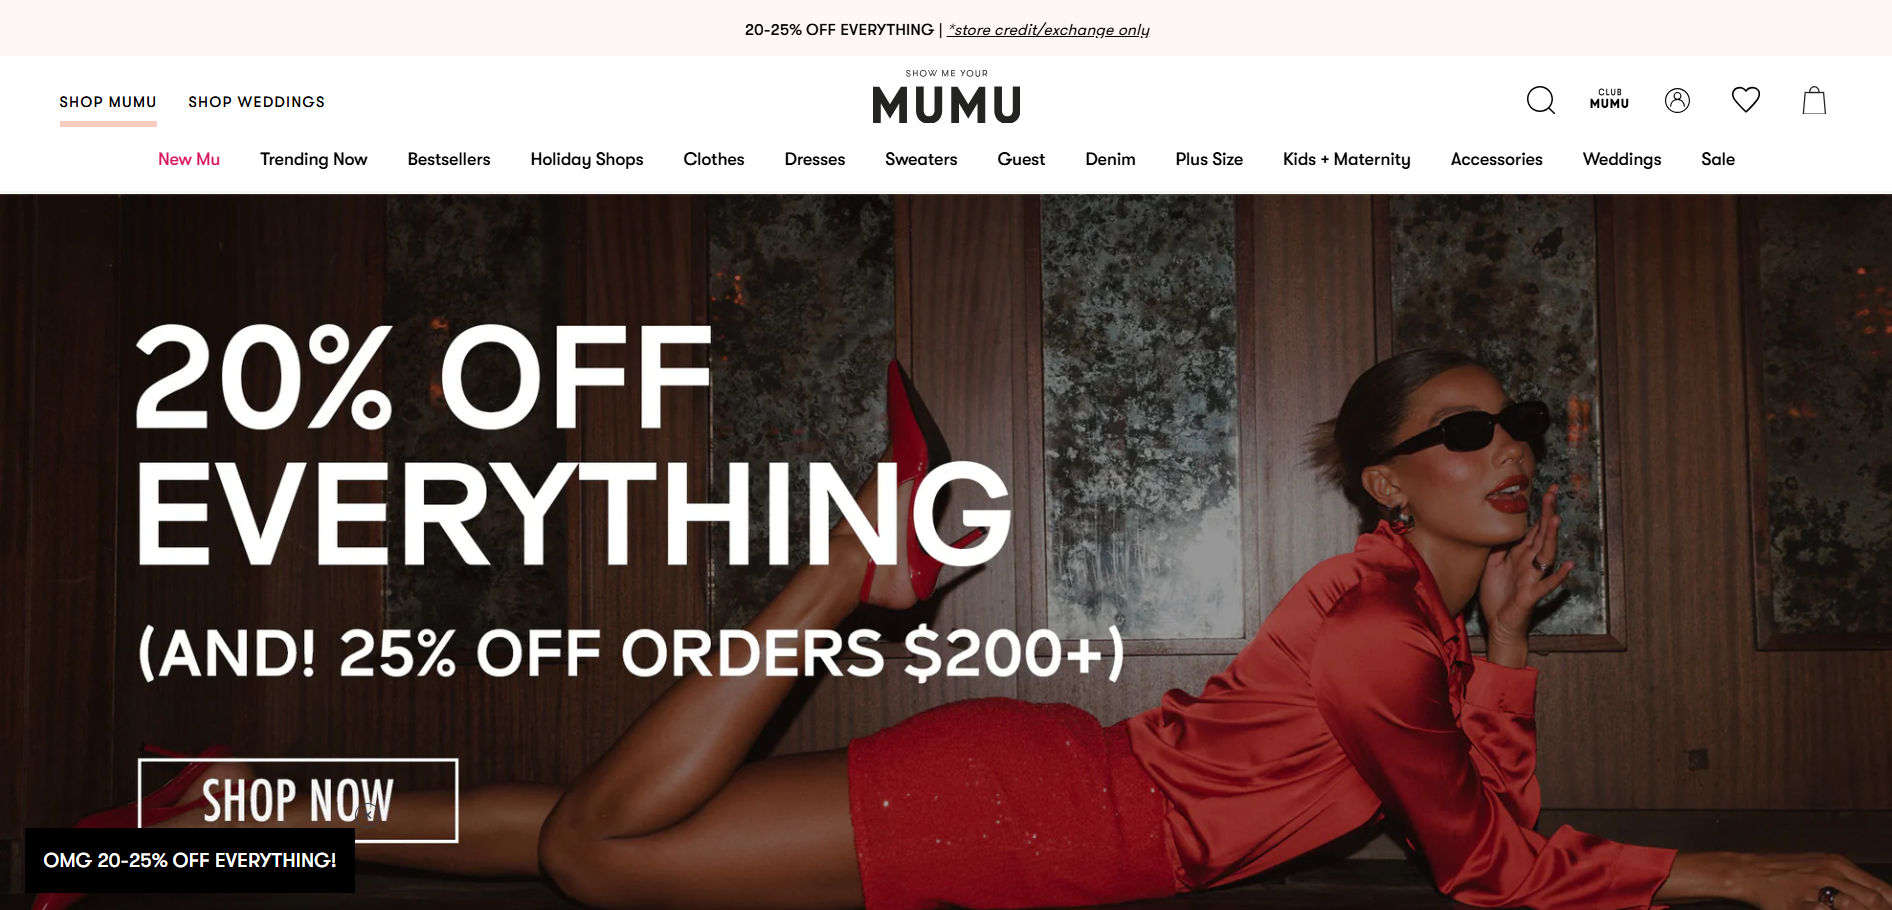 20-25% OFF EVERYTHING | *store credit/exchange only
SHOP MUMU SHOP WEDDINGS
SHOW ME YOUR
MUMU
CLUB
MUMU
New Mu Trending Now Bestsellers Holiday Shops Clothes Dresses Sweaters Guest Denim Plus Size Kids + Maternity Accessories Weddings Sale
20% OFF
EVERYTHING
(AND! 25% OFF ORDERS $200+)
SHOP NOW
x
OMG 20-25% OFF EVERYTHING!